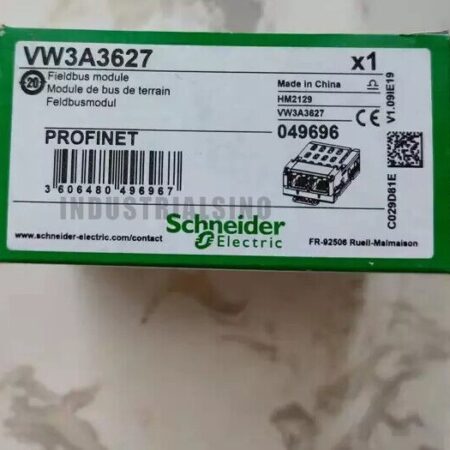 VW3A3627
x1
20
Fieldbus module
Module de bus de terrain
Feldbusmodul
Made in China
HM2129
VW3A3627
049696
CE
V1.09IE19
PROFINET
3 606480 496967
C029D81E
INDUSTRIALSINO
Schneider
Electric
www.schneider-electric.com/contact
FR-92506 Rueil-Malmaison